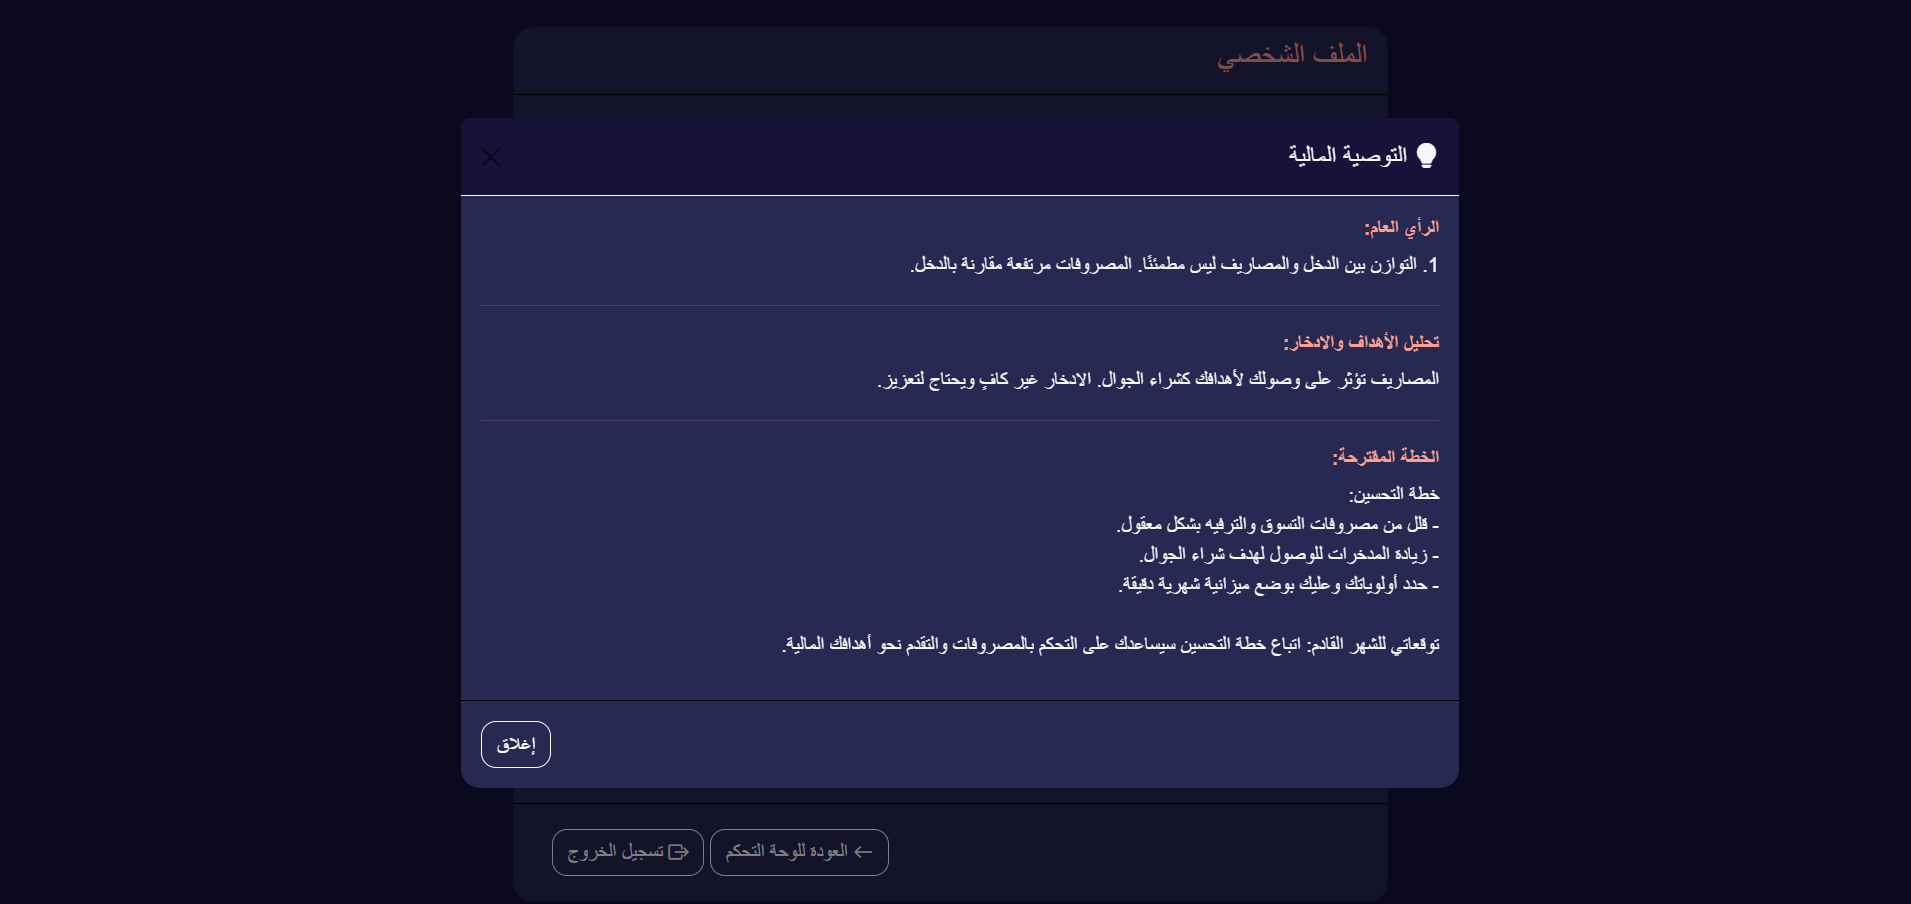 الملف الشخصي
التوصية المالية
الرأي العام:
1. التوازن بين الدخل والمصاريف ليس مطمئنًا. المصروفات مرتفعة مقارنة بالدخل.
تحليل الأهداف والادخار:
المصاريف تؤثر على وصولك لأهدافك كشراء الجوال. الادخار غير كافٍ ويحتاج لتعزيز.
الخطة المقترحة:
خطة التحسين:
- قلل من مصروفات التسوق والترفيه بشكل معقول.
- زيادة المدخرات للوصول لهدف شراء الجوال.
- حدد أولوياتك وعليك بوضع ميزانية شهرية دقيقة.
توقعاتي للشهر القادم: اتباع خطة التحسين سيساعدك على التحكم بالمصروفات والتقدم نحو أهدافك المالية.
إغلاق
العودة للوحة التحكم
تسجيل الخروج